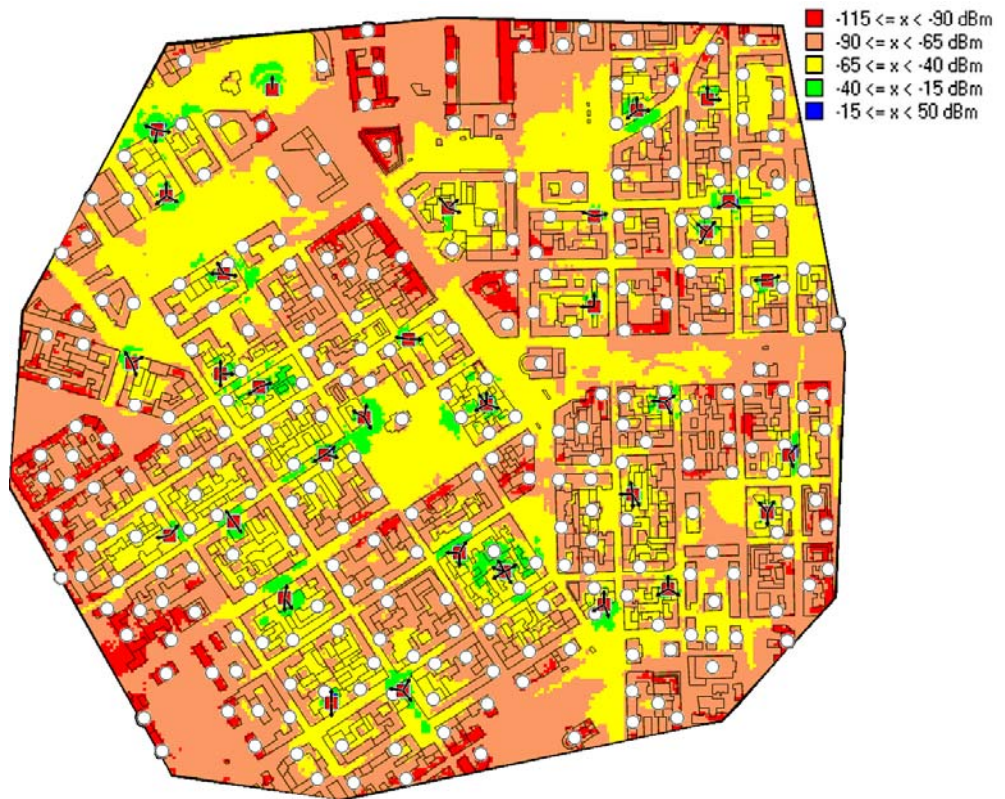 -115 <= x < -90 dBm
-90 <= x < -65 dBm
-65 <= x < -40 dBm
-40 <= x < -15 dBm
-15 <= x < 50 dBm